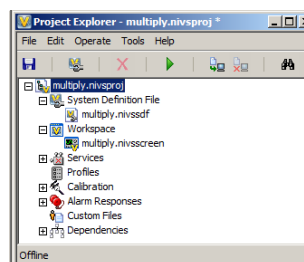 Project Explorer - multiply.nivsproj *
File Edit Operate Tools Help
multiply.nivsproj
System Definition File
multiply.nivssdf
Workspace
multiply.nivsscreen
Services
Profiles
Calibration
Alarm Responses
Custom Files
Dependencies
Offline